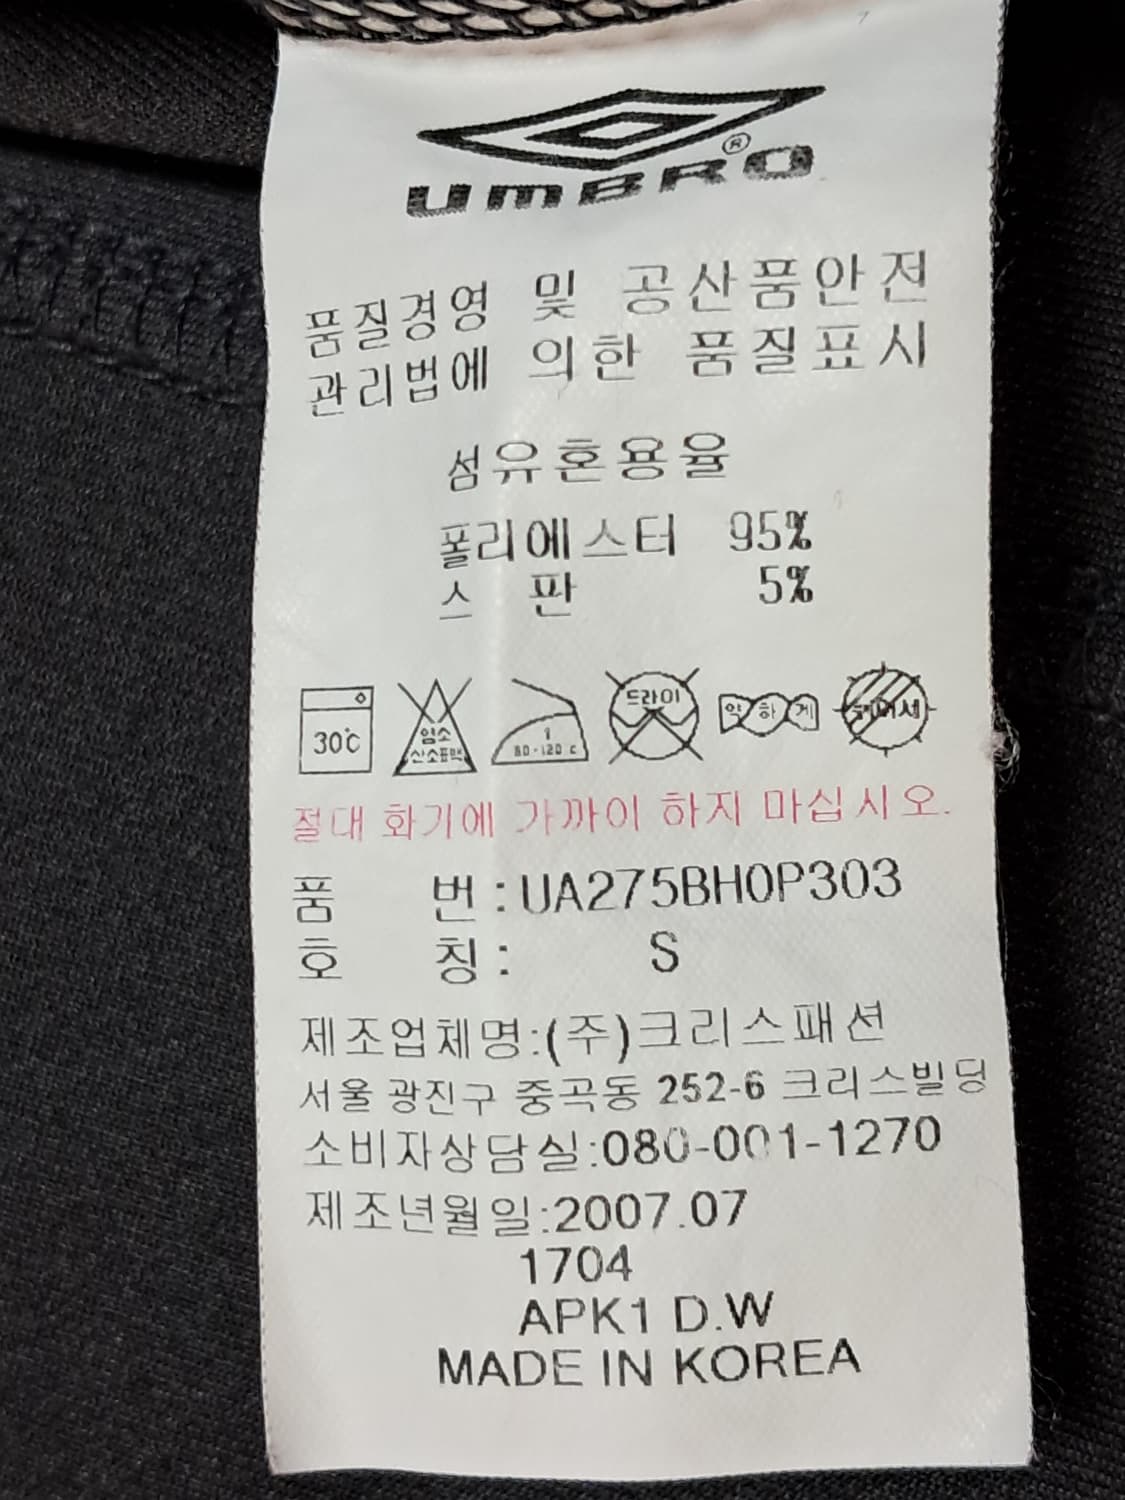 UMBRO®
품질경영 및 공산품안전
관리법에 의한 품질표시
섬유혼용율
폴리에스터 95%
스 판 5%
30℃ 염소 산소표백 1 80-120 c 드라이 약하게 뉘어서
절대 화기에 가까이 하지 마십시오.
품 번:UA275BH0P303
호 칭: S
제조업체명:(주)크리스패션
서울 광진구 중곡동 252-6 크리스빌딩
소비자상담실:080-001-1270
제조년월일:2007.07
1704
APK1 D.W
MADE IN KOREA